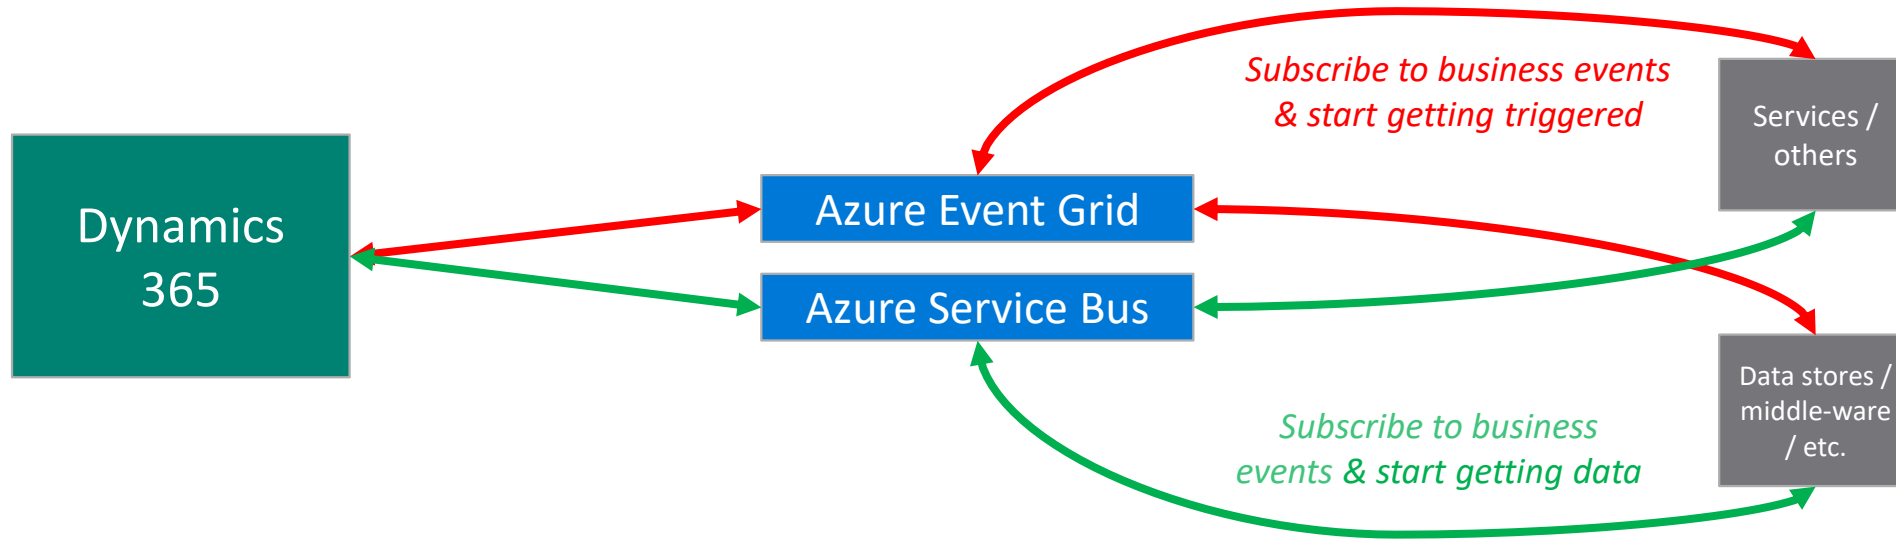 Dynamics
365
Azure Event Grid
Azure Service Bus
Subscribe to business events
& start getting triggered
Services /
others
Subscribe to business
events & start getting data
Data stores /
middle-ware
/ etc.